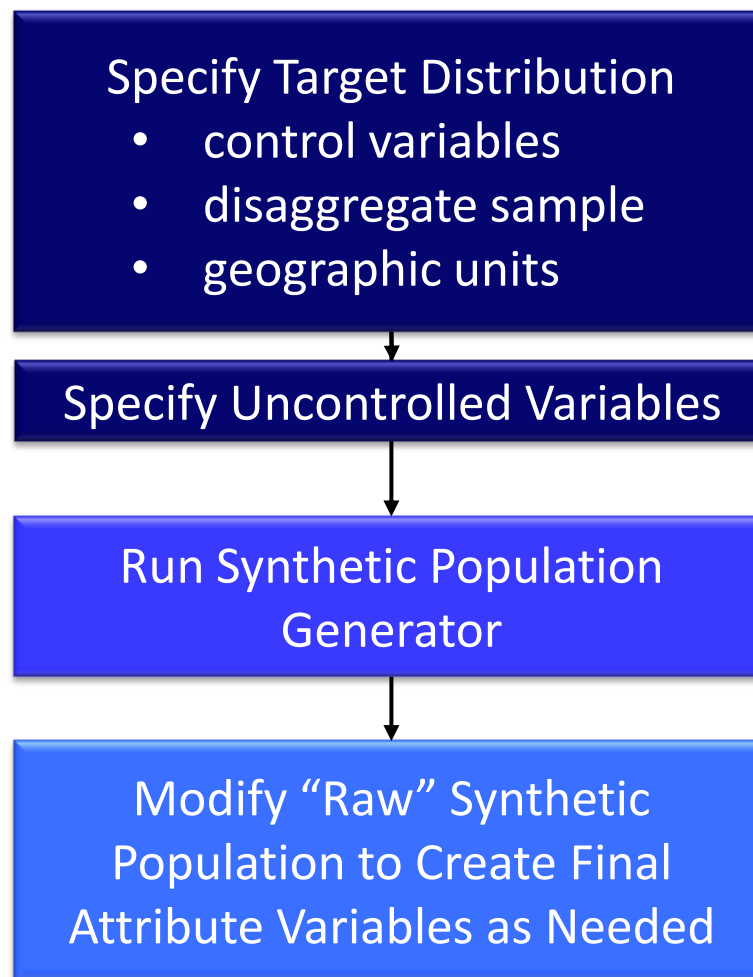 Specify Target Distribution
• control variables
• disaggregate sample
• geographic units
Specify Uncontrolled Variables
Run Synthetic Population
Generator
Modify “Raw” Synthetic
Population to Create Final
Attribute Variables as Needed